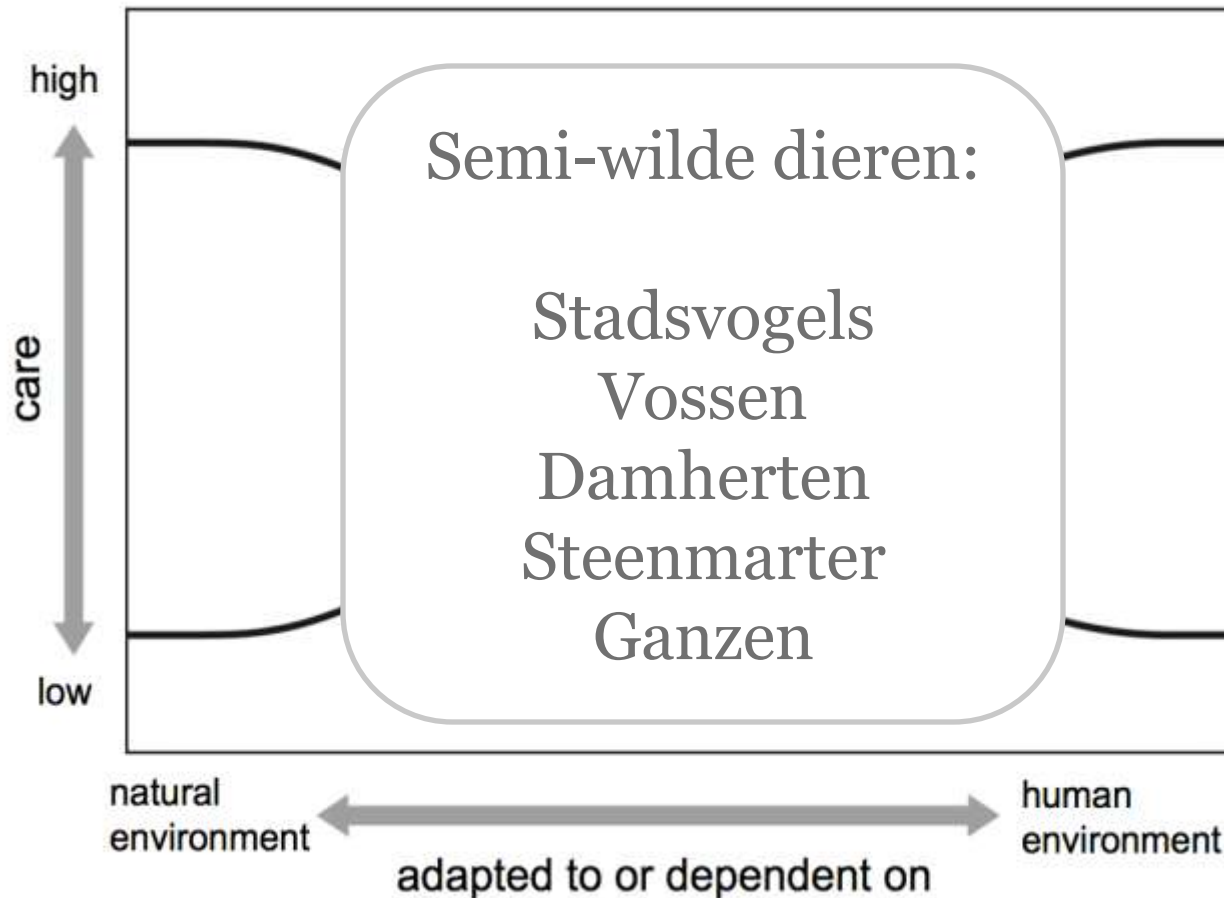 high
care
low
Semi-wilde dieren:
Stadsvogels
Vossen
Damherten
Steenmarter
Ganzen
natural
environment
human
environment
adapted to or dependent on